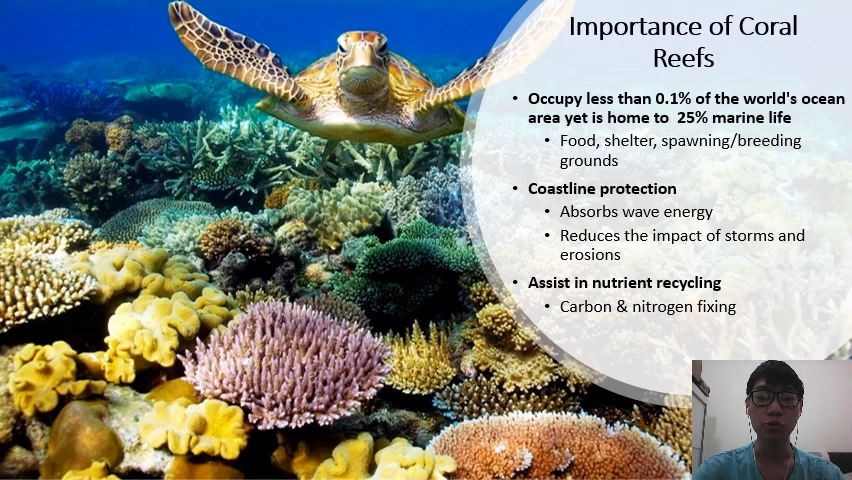 Importance of Coral
Reefs
• Occupy less than 0.1% of the world's ocean
area yet is home to 25% marine life
• Food, shelter, spawning/breeding
grounds
• Coastline protection
• Absorbs wave energy
• Reduces the impact of storms and
erosions
• Assist in nutrient recycling
• Carbon & nitrogen fixing